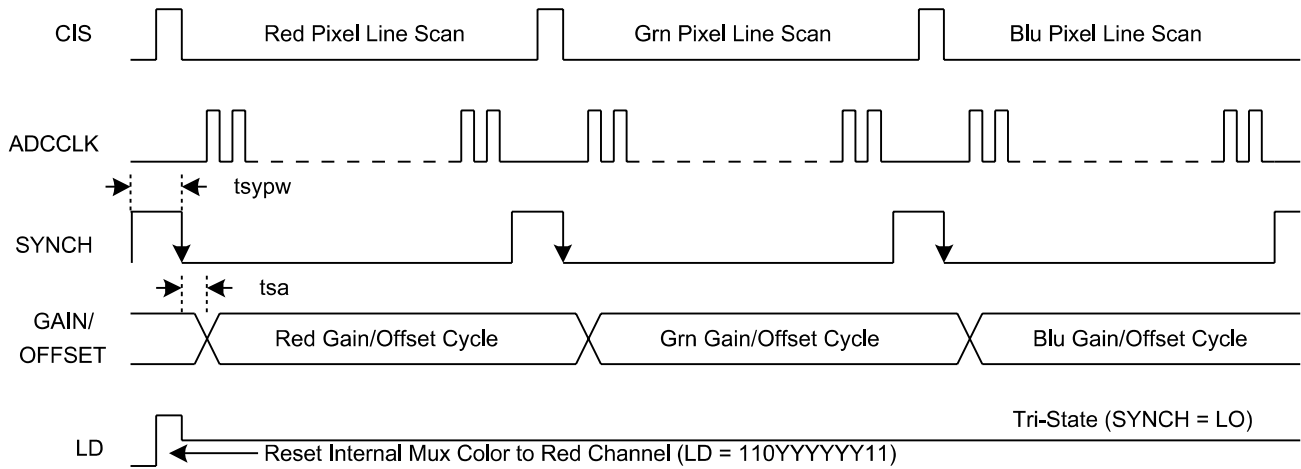 CIS
Red Pixel Line Scan
Grn Pixel Line Scan
Blu Pixel Line Scan
ADCCLK
tsypw
SYNCH
tsa
GAIN/
OFFSET
Red Gain/Offset Cycle
Grn Gain/Offset Cycle
Blu Gain/Offset Cycle
Tri-State (SYNCH = LO)
LD
Reset Internal Mux Color to Red Channel (LD = 110YYYYYY11)